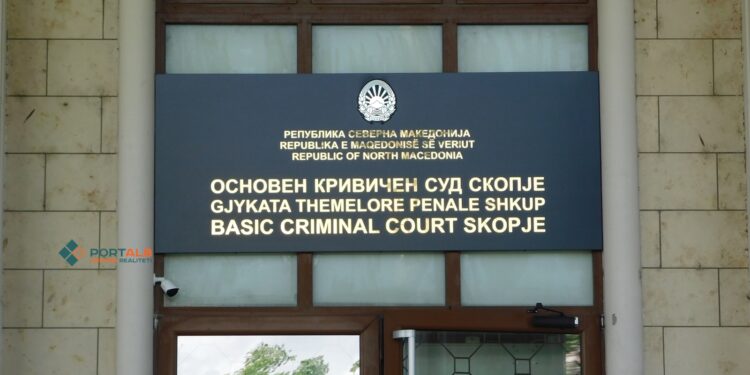 РЕПУБЛИКА СЕВЕРНА МАКЕДОНИЈА
REPUBLIKA E MAQEDONISË SË VERIUT
REPUBLIC OF NORTH MACEDONIA
ОСНОВЕН КРИВИЧЕН СУД СКОПЈЕ
GJYKATA THEMELORE PENALE SHKUP
BASIC CRIMINAL COURT SKOPJE
PORTALB
REALITETI